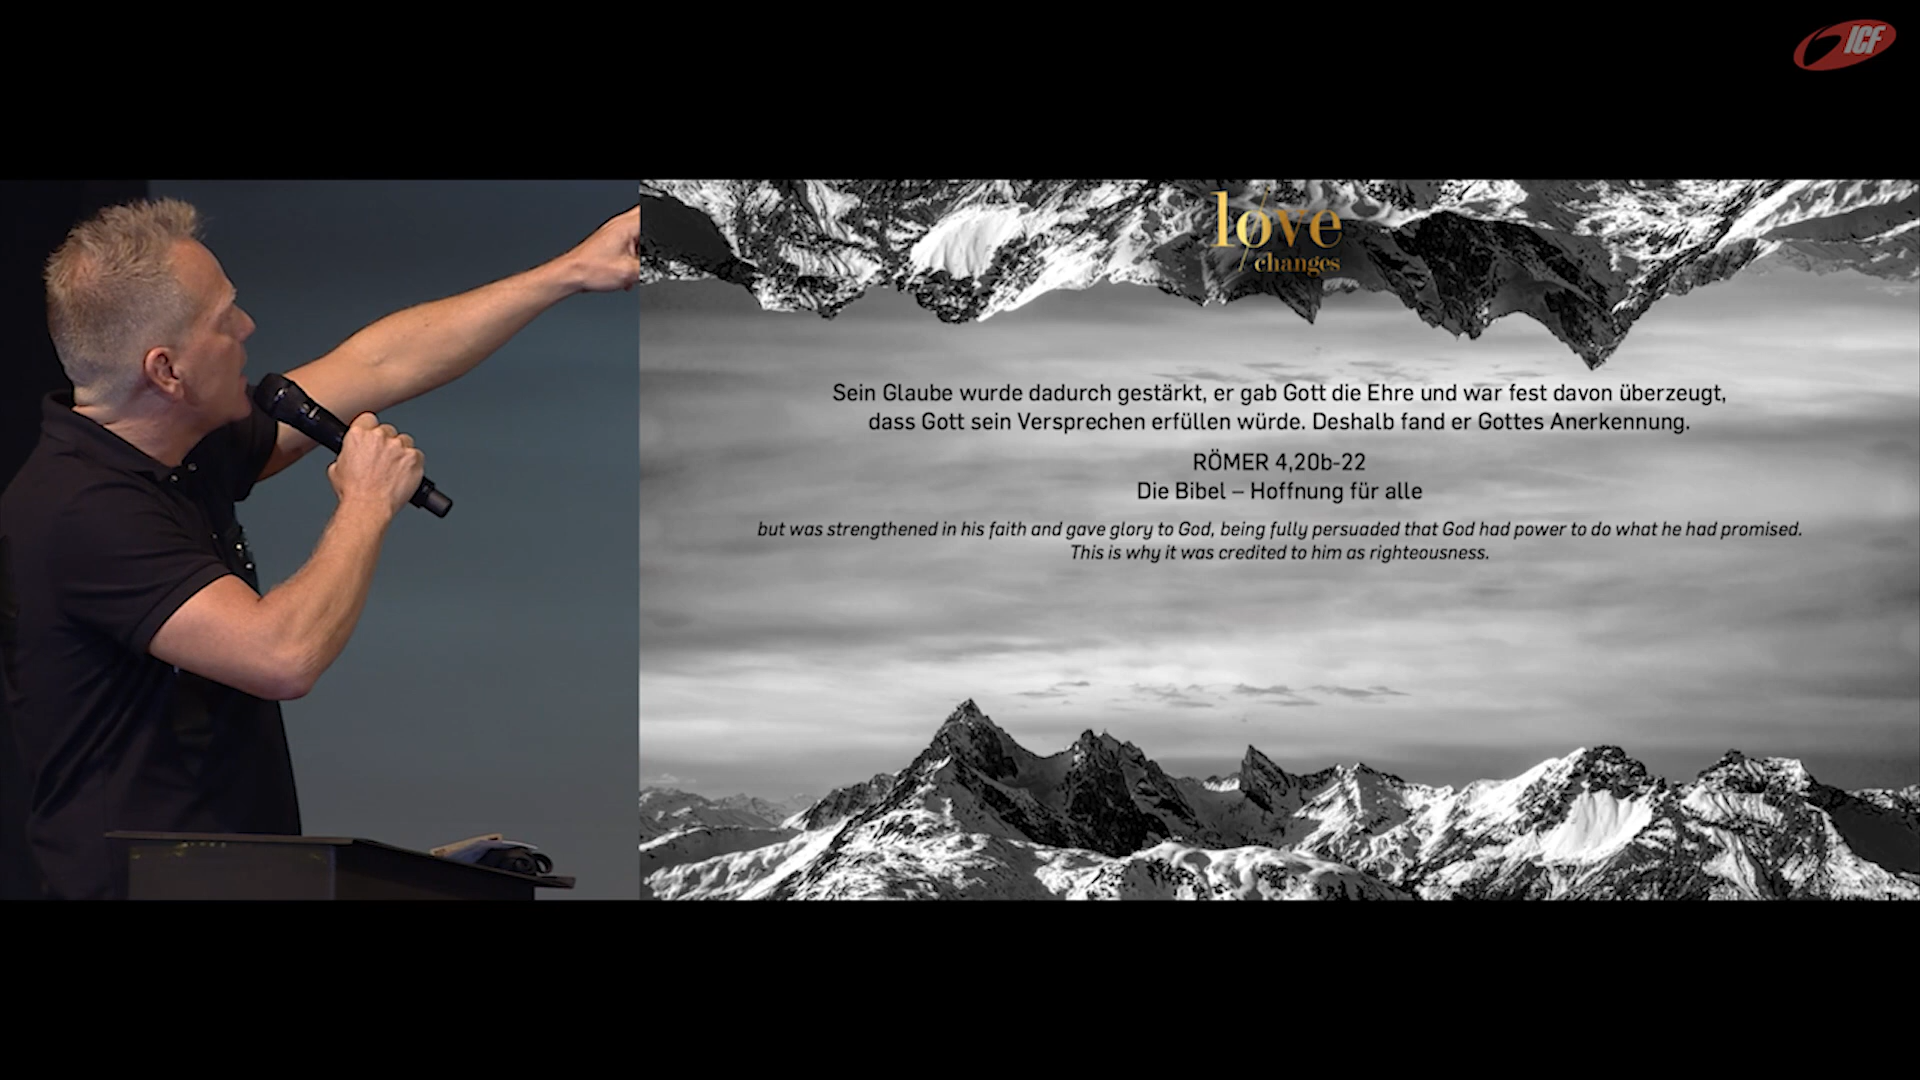 ICF
love
changes
Sein Glaube wurde dadurch gestärkt, er gab Gott die Ehre und war fest davon überzeugt,
dass Gott sein Versprechen erfüllen würde. Deshalb fand er Gottes Anerkennung.
RÖMER 4,20b-22
Die Bibel – Hoffnung für alle
but was strengthened in his faith and gave glory to God, being fully persuaded that God had power to do what he had promised.
This is why it was credited to him as righteousness.